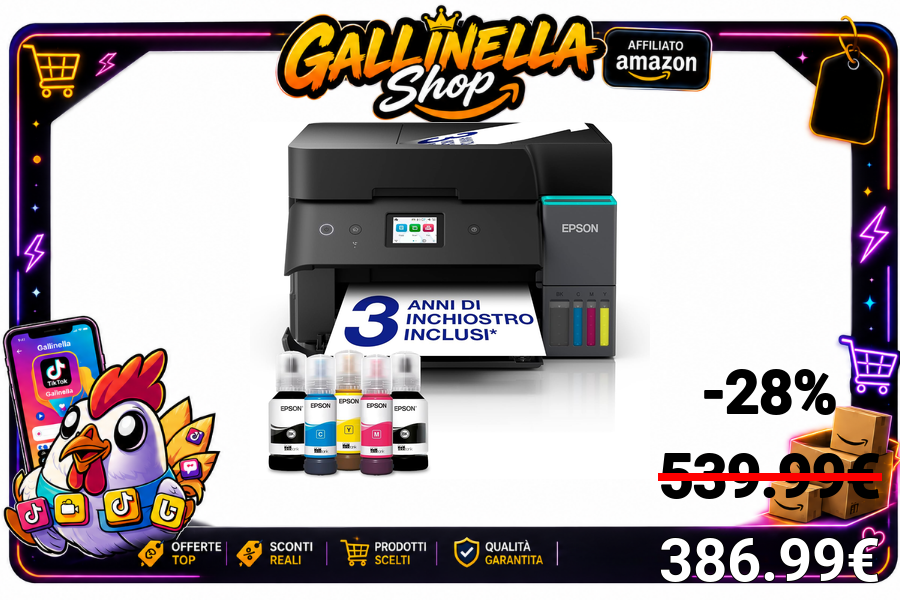 GALLINELLA
Shop
AFFILIATO
amazon
EPSON
3 ANNI DI
INCHIOSTRO
INCLUSI*
Gallinella
TikTok
Gallinella
EPSON
EPSON
EPSON
EPSON
EPSON
C
Y
M
-28%
539.99€
386.99€
OFFERTE
TOP
SCONTI
REALI
PRODOTTI
SCELTI
QUALITÀ
GARANTITA